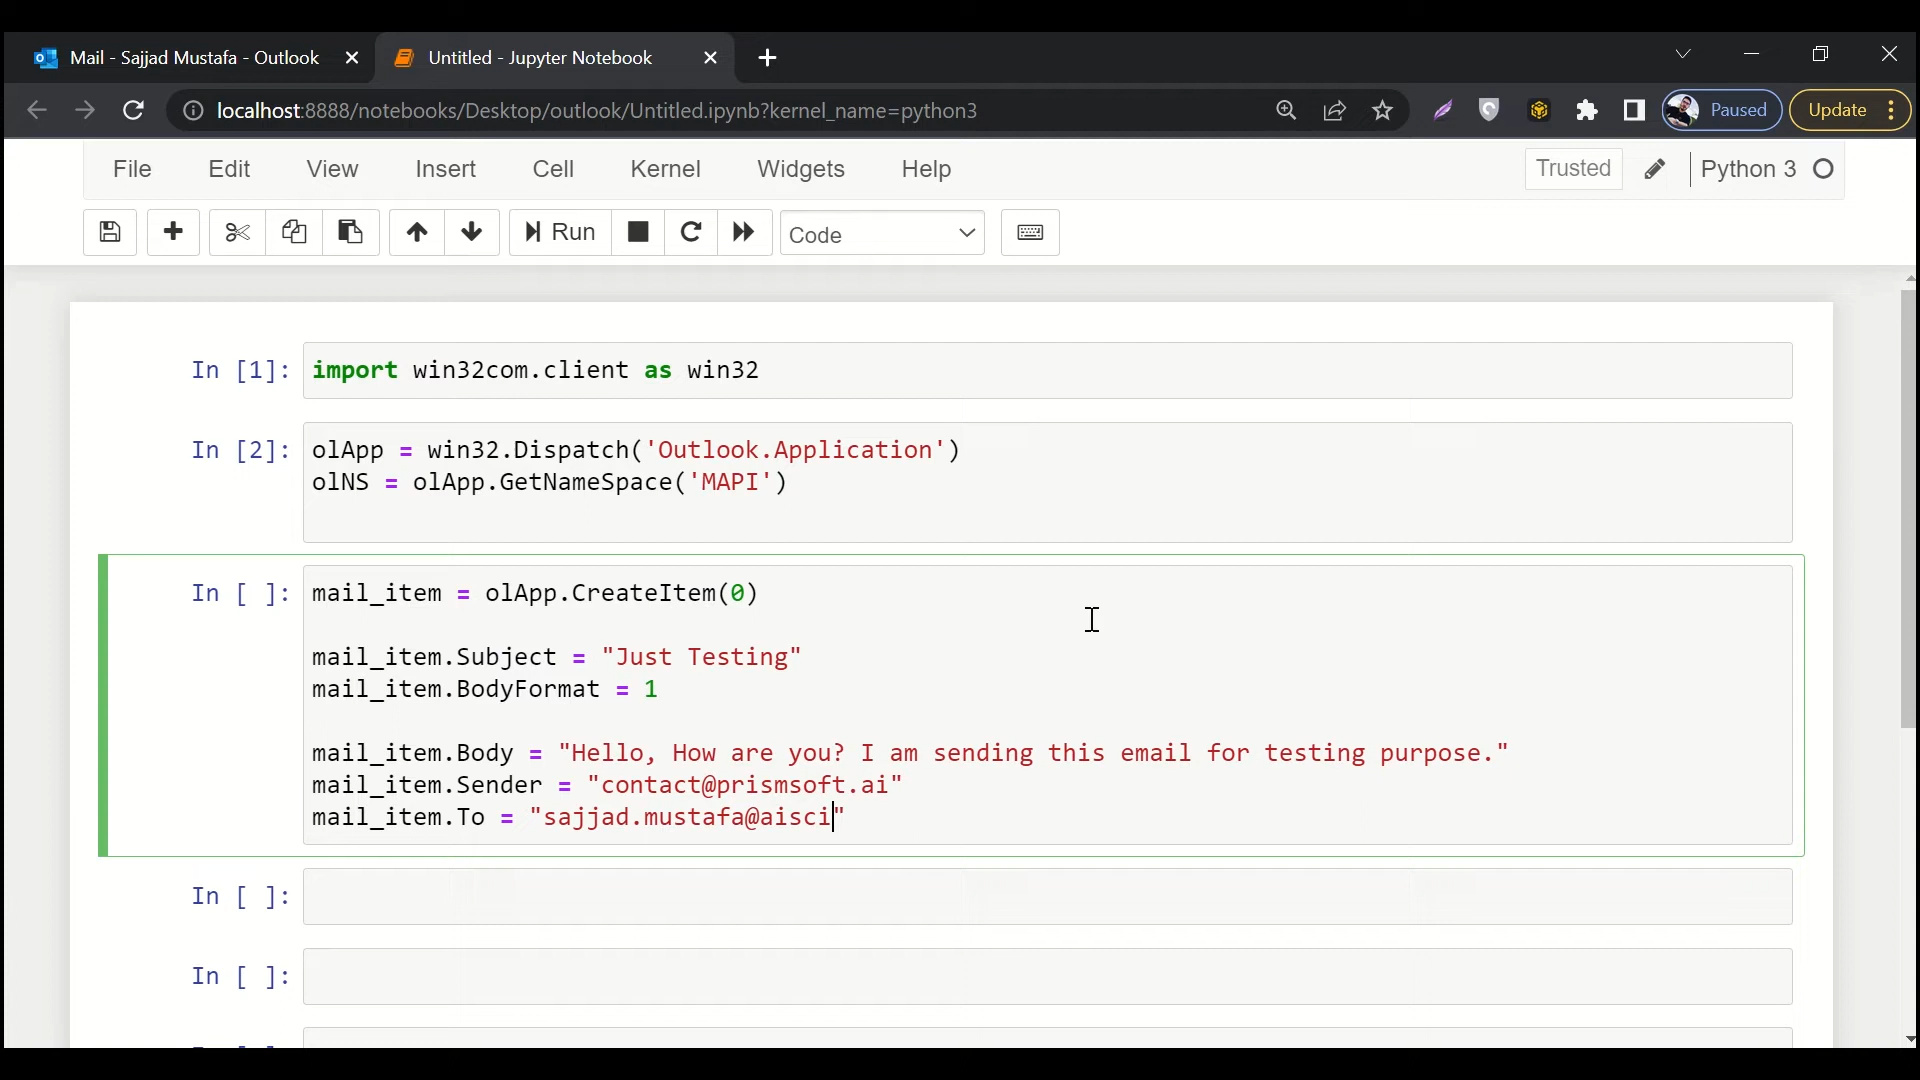 Mail - Sajjad Mustafa - Outlook
Untitled - Jupyter Notebook
localhost:8888/notebooks/Desktop/outlook/Untitled.ipynb?kernel_name=python3
Paused
Update
File Edit View Insert Cell Kernel Widgets Help
Trusted
Python 3
Run
Code
In [1]: import win32com.client as win32
In [2]: olApp = win32.Dispatch('Outlook.Application')
olNS = olApp.GetNameSpace('MAPI')
In [ ]: mail_item = olApp.CreateItem(0)
mail_item.Subject = "Just Testing"
mail_item.BodyFormat = 1
mail_item.Body = "Hello, How are you? I am sending this email for testing purpose."
mail_item.Sender = "contact@prismsoft.ai"
mail_item.To = "sajjad.mustafa@aisci"
In [ ]:
In [ ]: